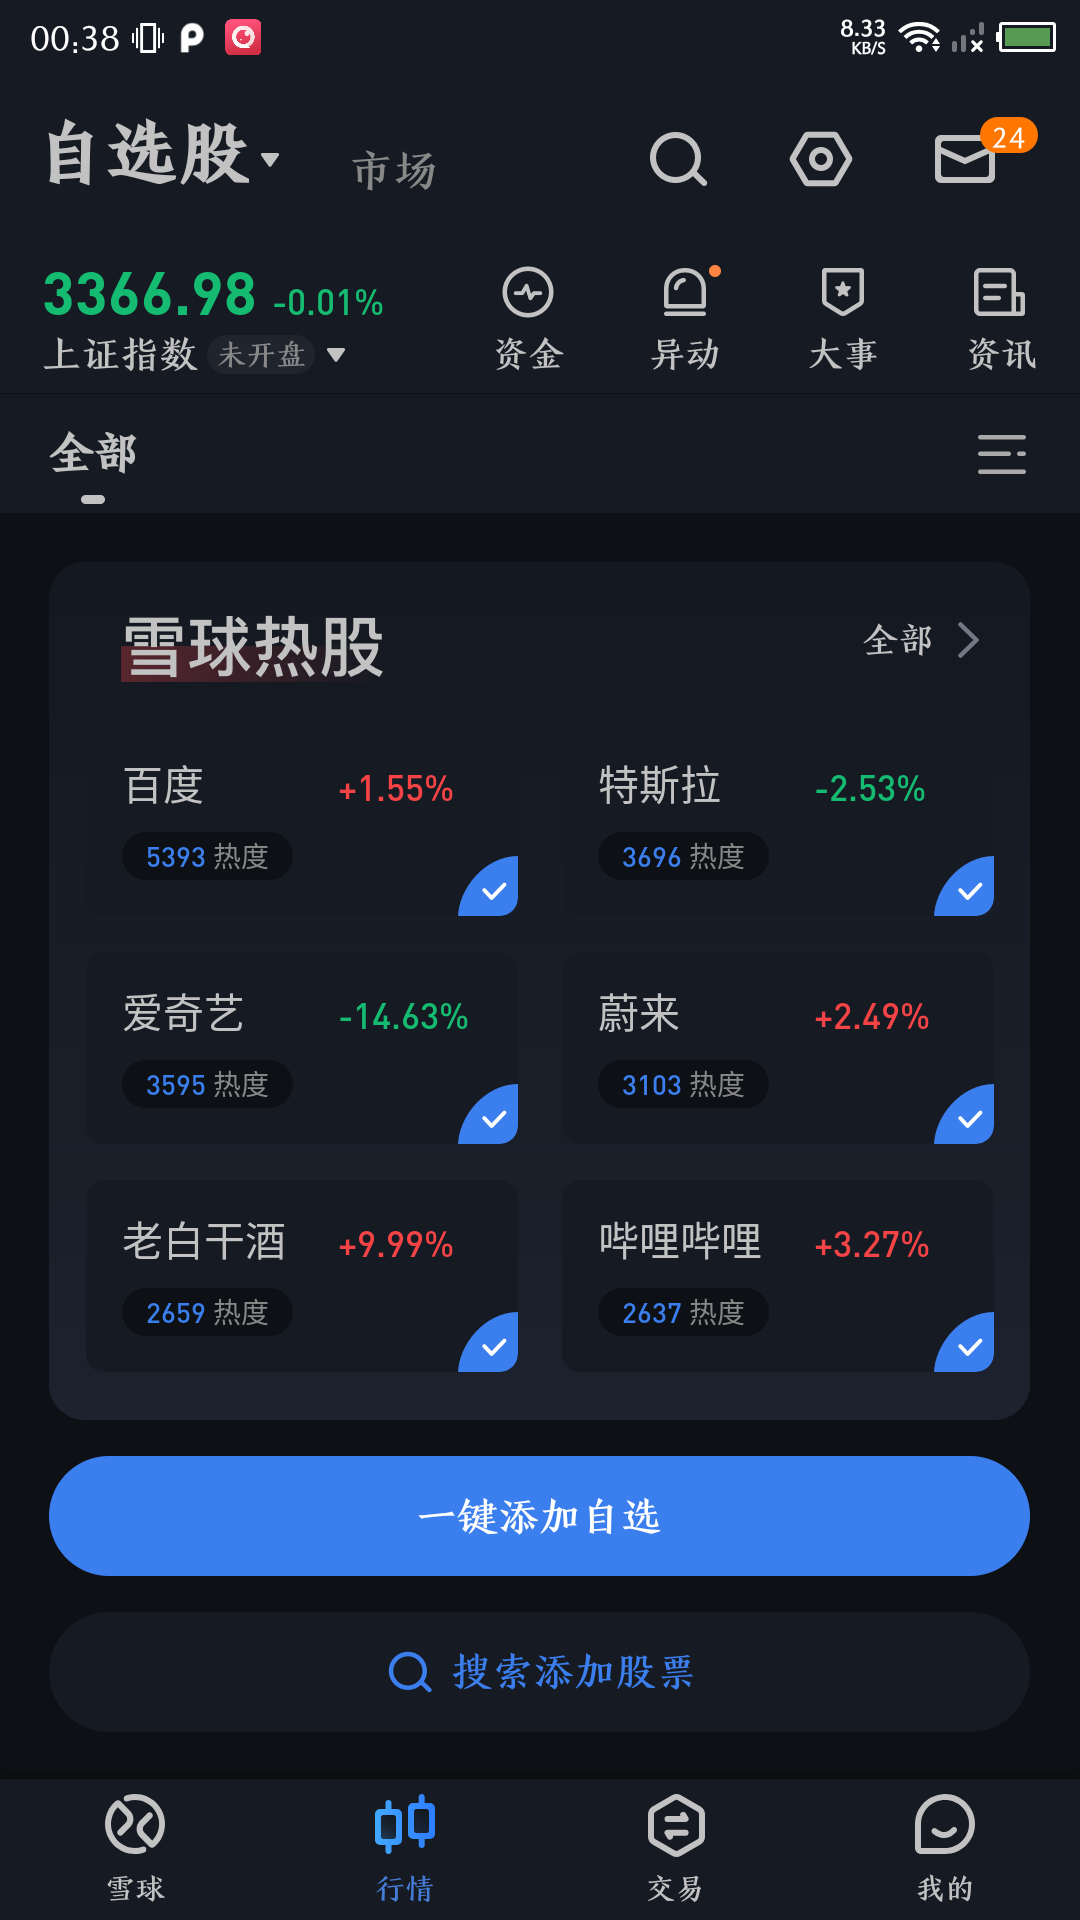 00:38
8.33 KB/S
自选股 市场
24
3366.98 -0.01%
上证指数 未开盘
资金 异动 大事 资讯
全部
雪球热股 全部
百度 +1.55%
5393 热度
特斯拉 -2.53%
3696 热度
爱奇艺 -14.63%
3595 热度
蔚来 +2.49%
3103 热度
老白干酒 +9.99%
2659 热度
哔哩哔哩 +3.27%
2637 热度
一键添加自选
搜索添加股票
雪球 行情 交易 我的